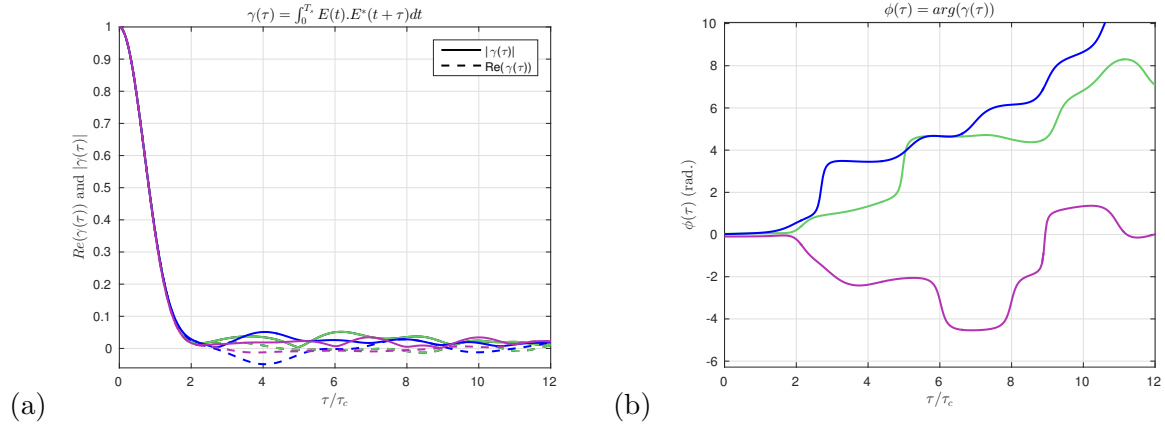 γ(τ) = ∫₀^{T_s} E(t).E*(t + τ)dt
Re(γ(τ)) and |γ(τ)|
1
0.9
0.8
0.7
0.6
0.5
0.4
0.3
0.2
0.1
0
|γ(τ)|
Re(γ(τ))
0 2 4 6 8 10 12
τ/τ_c
(a)
ϕ(τ) = arg(γ(τ))
ϕ(τ) (rad.)
10
8
6
4
2
0
-2
-4
-6
0 2 4 6 8 10 12
τ/τ_c
(b)